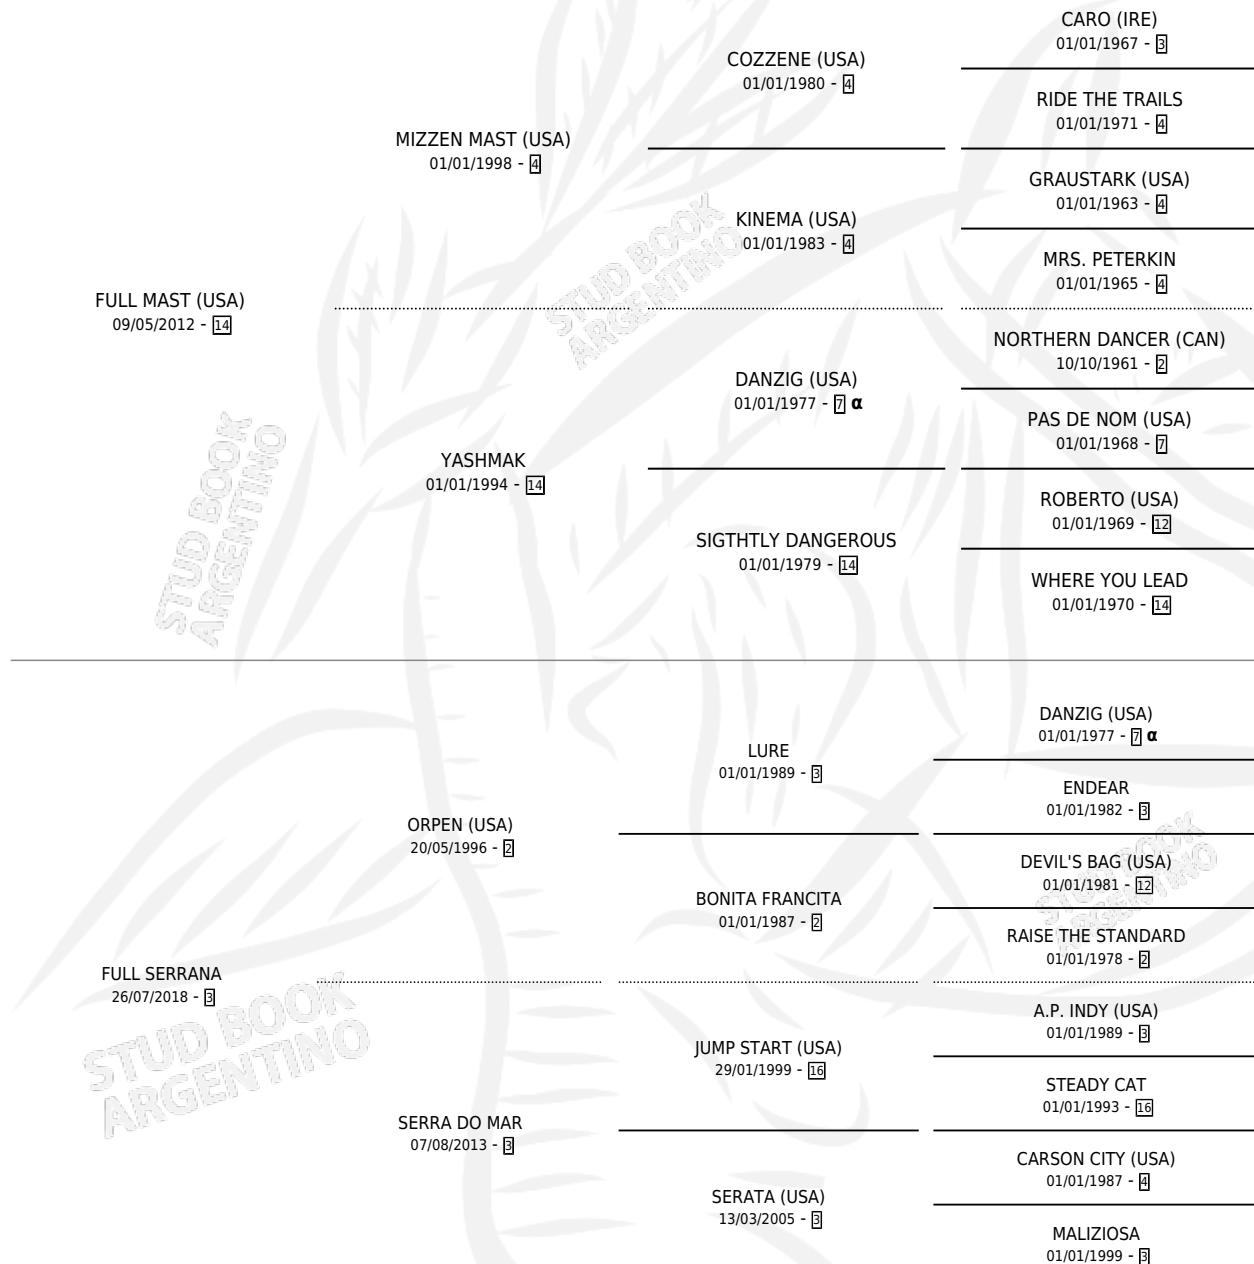 CARO (IRE)
01/01/1967 - 3
COZZENE (USA)
01/01/1980 - 4
RIDE THE TRAILS
01/01/1971 - 4
MIZZEN MAST (USA)
01/01/1998 - 4
GRAUSTARK (USA)
01/01/1963 - 4
KINEMA (USA)
01/01/1983 - 4
MRS. PETERKIN
01/01/1965 - 4
FULL MAST (USA)
09/05/2012 - 14
NORTHERN DANCER (CAN)
10/10/1961 - 2
DANZIG (USA)
01/01/1977 - 7 α
PAS DE NOM (USA)
01/01/1968 - 7
YASHMAK
01/01/1994 - 14
ROBERTO (USA)
01/01/1969 - 12
SIGTHTLY DANGEROUS
01/01/1979 - 14
WHERE YOU LEAD
01/01/1970 - 14
DANZIG (USA)
01/01/1977 - 7 α
LURE
01/01/1989 - 3
ENDEAR
01/01/1982 - 3
ORPEN (USA)
20/05/1996 - 2
DEVIL'S BAG (USA)
01/01/1981 - 12
BONITA FRANCITA
01/01/1987 - 2
RAISE THE STANDARD
01/01/1978 - 2
FULL SERRANA
26/07/2018 - 3
A.P. INDY (USA)
01/01/1989 - 3
JUMP START (USA)
29/01/1999 - 16
STEADY CAT
01/01/1993 - 16
SERRA DO MAR
07/08/2013 - 3
CARSON CITY (USA)
01/01/1987 - 4
SERATA (USA)
13/03/2005 - 3
MALIZIOSA
01/01/1999 - 3
STUD BOOK
ARGENTINO
STUD BOOK
ARGENTINO
STUD BOOK
ARGENTINO
STUD BOOK
ARGENTINO